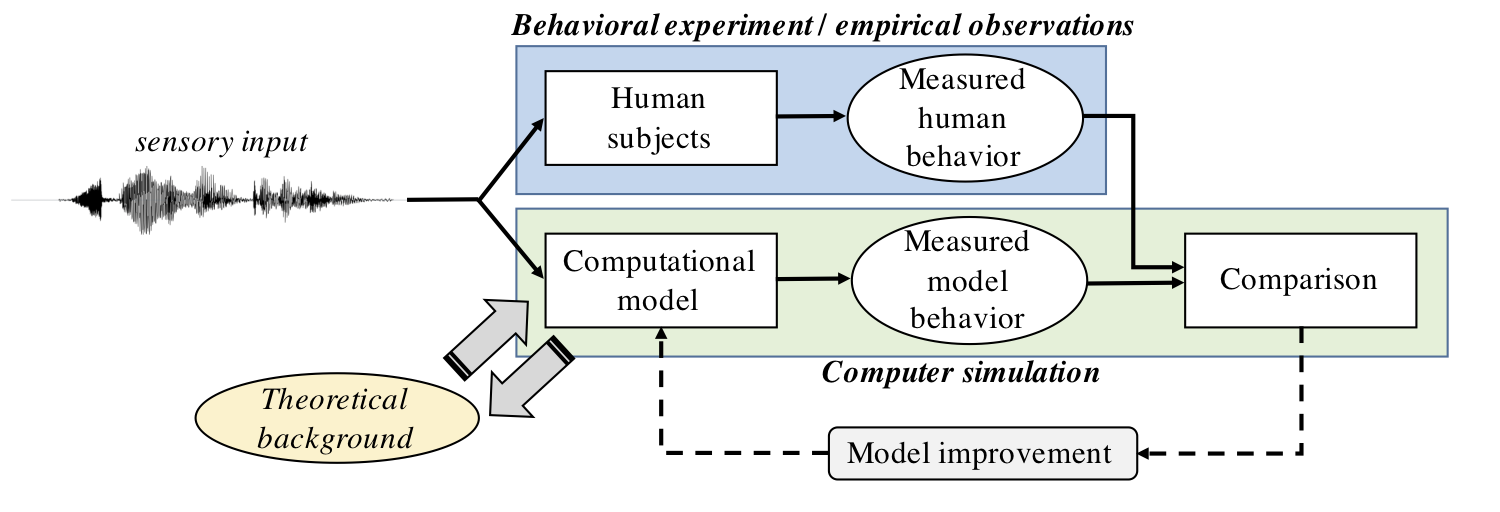 Behavioral experiment / empirical observations
Human
subjects
Measured
human
behavior
sensory input
Computational
model
Measured
model
behavior
Comparison
Computer simulation
Theoretical
background
Model improvement